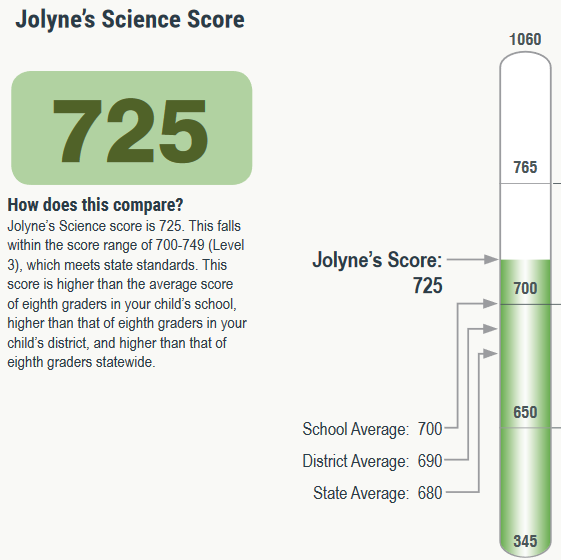 Jolyne's Science Score
725
How does this compare?
Jolyne's Science score is 725. This falls
within the score range of 700-749 (Level
3), which meets state standards. This
score is higher than the average score
of eighth graders in your child's school,
higher than that of eighth graders in your
child's district, and higher than that of
eighth graders statewide.
1060
765
Jolyne's Score:
725
700
650
School Average: 700
District Average: 690
State Average: 680
345